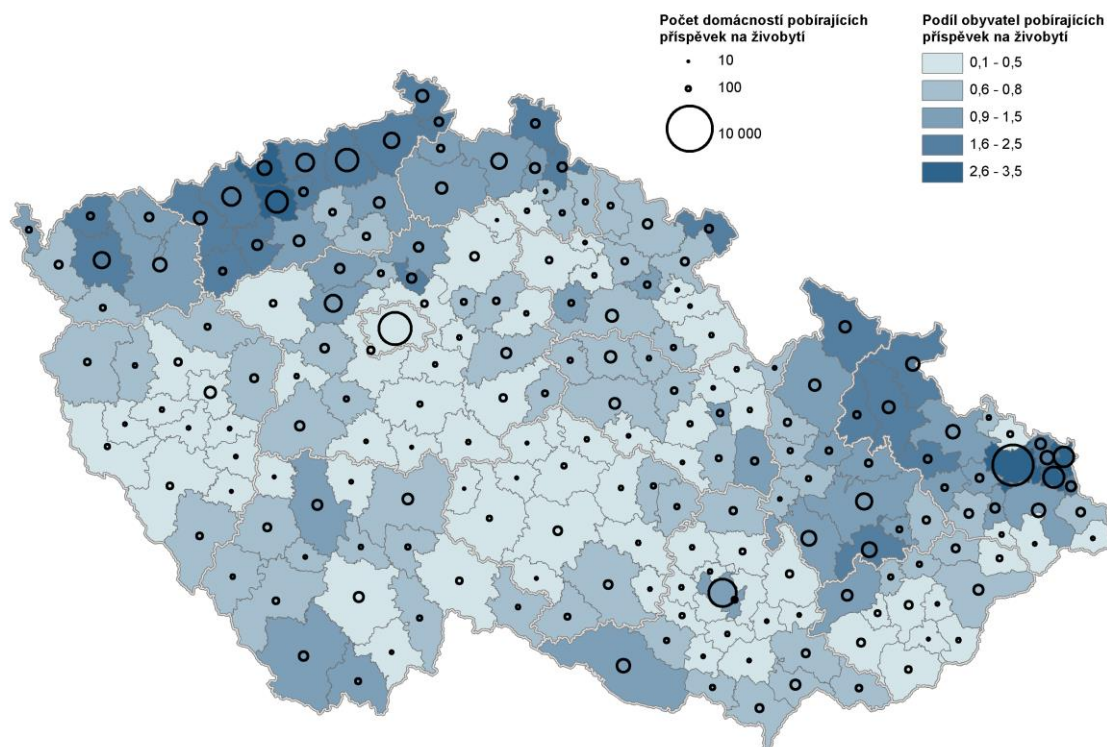 Počet domácností pobírajících
příspěvek na živobytí
10
100
10 000
Podíl obyvatel pobírajících
příspěvek na živobytí
0,1 - 0,5
0,6 - 0,8
0,9 - 1,5
1,6 - 2,5
2,6 - 3,5